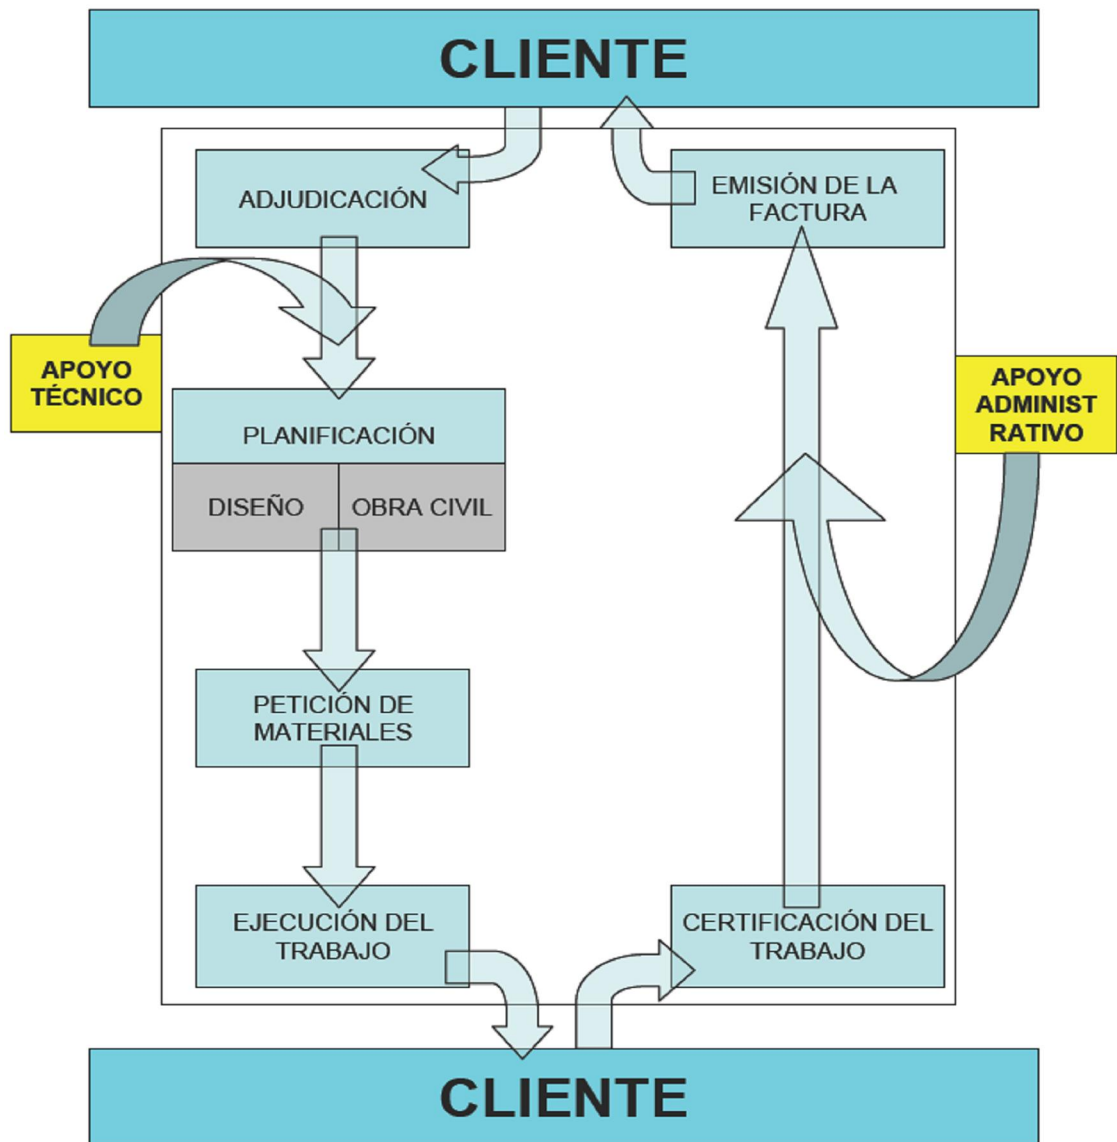 CLIENTE
ADJUDICACIÓN
EMISIÓN DE LA
FACTURA
APOYO
TÉCNICO
APOYO
ADMINIST
RATIVO
PLANIFICACIÓN
DISEÑO
OBRA CIVIL
PETICIÓN DE
MATERIALES
EJECUCIÓN DEL
TRABAJO
CERTIFICACIÓN DEL
TRABAJO
CLIENTE